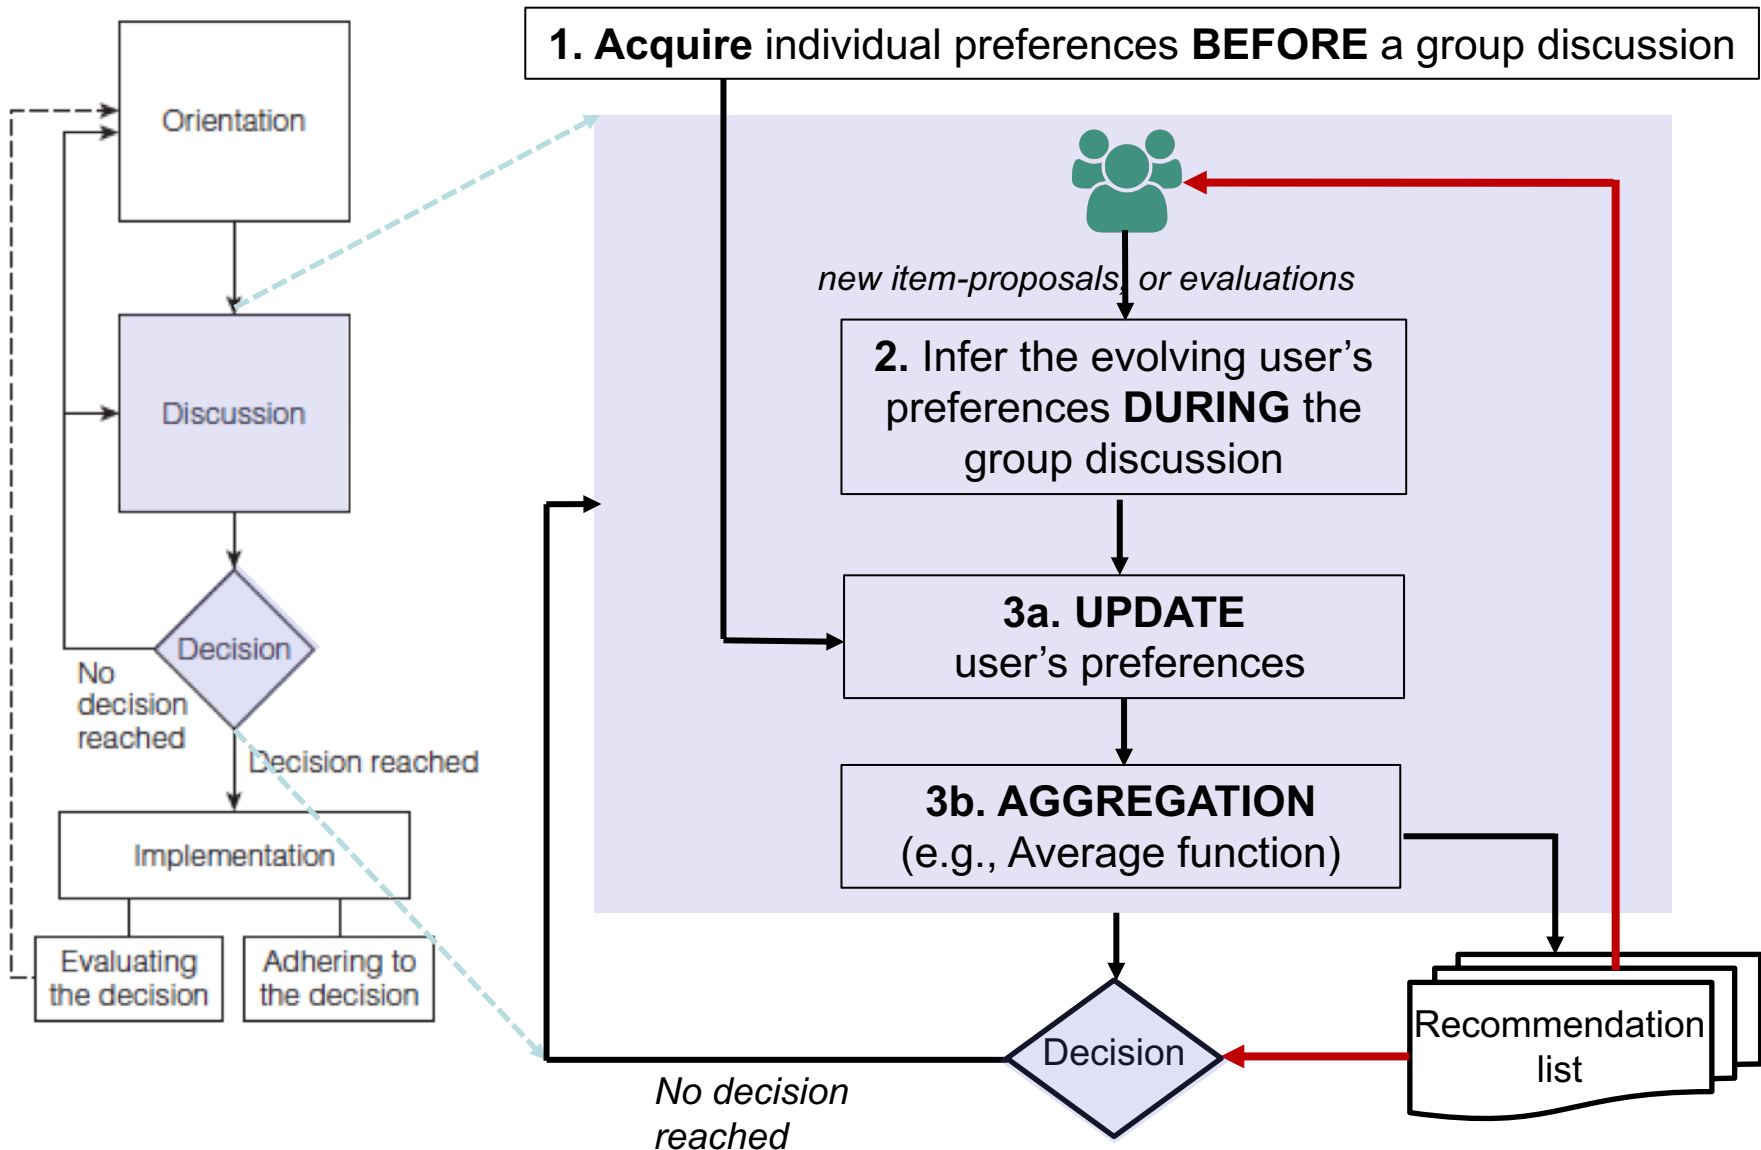 1. Acquire individual preferences BEFORE a group discussion
Orientation
Discussion
Decision
No
decision
reached
Decision reached
Implementation
Evaluating
the decision
Adhering to
the decision
new item-proposals, or evaluations
2. Infer the evolving user’s
preferences DURING the
group discussion
3a. UPDATE
user’s preferences
3b. AGGREGATION
(e.g., Average function)
Decision
Recommendation
list
No decision
reached